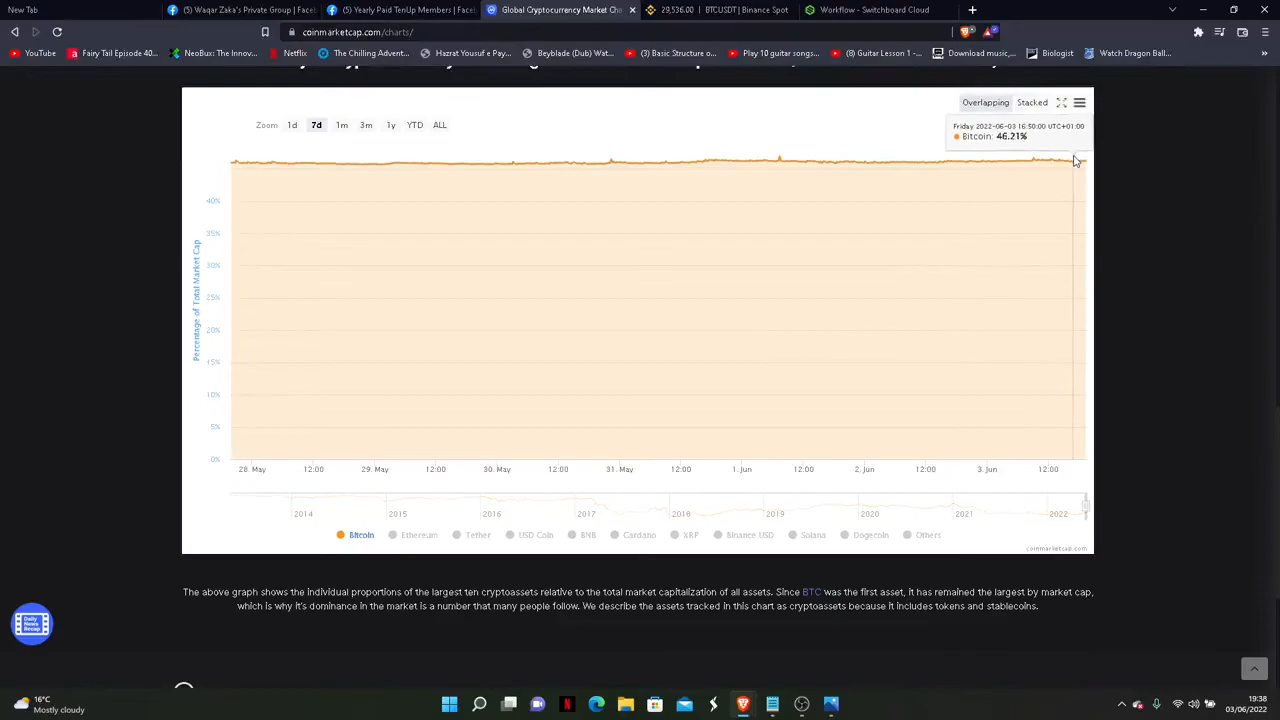 New Tab
(5) Waqar Zaka's Private Group | Facel
(5) Yearly Paid TenUp Members | Face
Global Cryptocurrency Market Cha
29,536.00 | BTCUSDT | Binance Spot
Workflow - Switchboard Cloud
coinmarketcap.com/charts/
YouTube
Fairy Tail Episode 40...
NeoBux: The Innov...
Netflix
The Chilling Advent...
Hazrat Yousuf e Pay...
Beyblade (Dub) Wat...
(3) Basic Structure o...
Play 10 guitar song;...
(8) Guitar Lesson 1 -...
Download music,...
Biologist
Watch Dragon Ball...
»
Overlapping
Stacked
Zoom 1d 7d 1m 3m 1y YTD ALL
Friday 2022-06-03 16:50:00 UTC+01:00
Bitcoin: 46.21%
Percentage of Total Market Cap
40%
35%
30%
25%
20%
15%
10%
5%
0%
28. May 12:00 29. May 12:00 30. May 12:00 31. May 12:00 1. Jun 12:00 2. Jun 12:00 3. Jun 12:00
2014 2015 2016 2017 2018 2019 2020 2021 2022
Bitcoin Ethereum Tether USD Coin BNB Cardano XRP Binance USD Solana Dogecoin Others
coinmarketcap.com
The above graph shows the individual proportions of the largest ten cryptoassets relative to the total market capitalization of all assets. Since BTC was the first asset, it has remained the largest by market cap,
which is why it's dominance in the market is a number that many people follow. We describe the assets tracked in this chart as cryptoassets because it includes tokens and stablecoins.
Daily
News
Recap
16°C
Mostly cloudy
19:38
03/06/2022